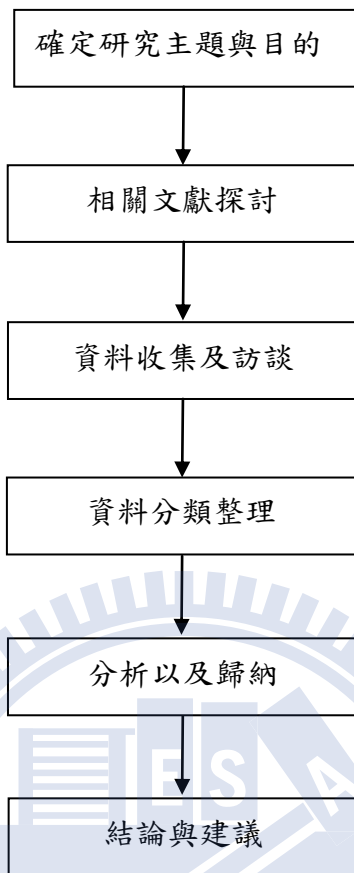 確定研究主題與目的
相關文獻探討
資料收集及訪談
資料分類整理
分析以及歸納
E S A
結論與建議